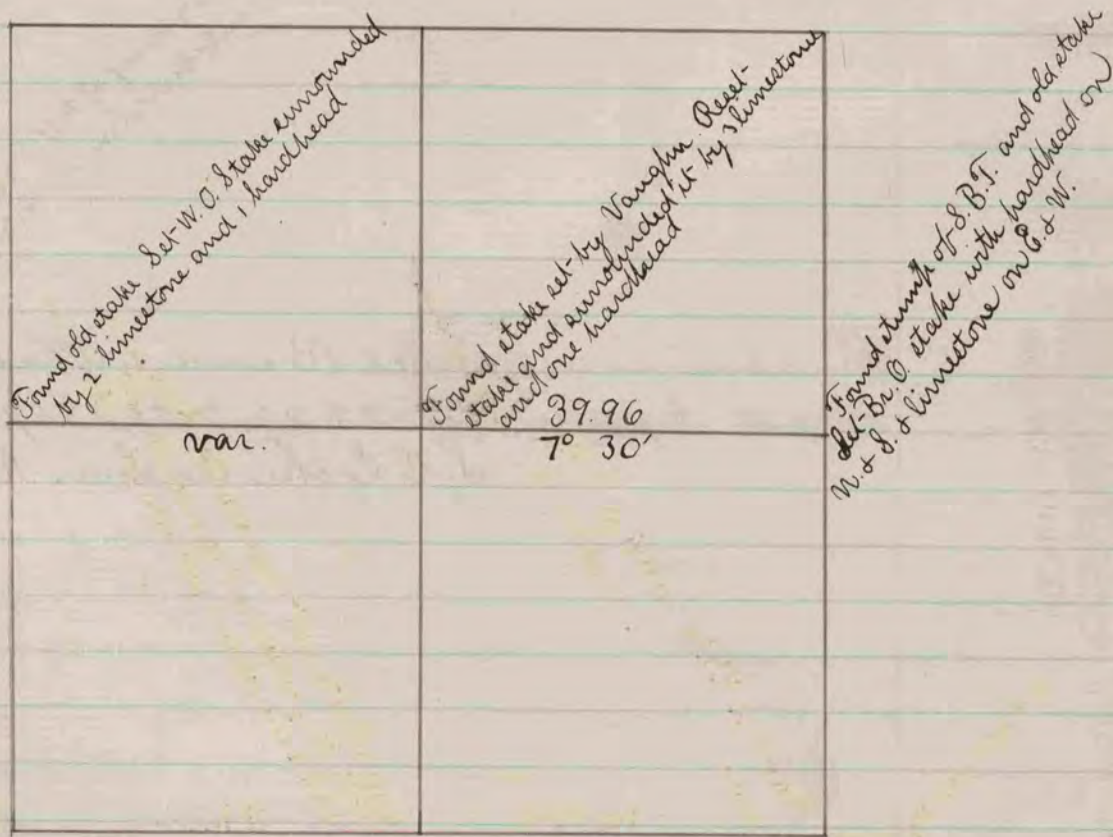 Found old stake Set W. O. Stake surrounded
by 2 limestone and 1 hardhead
Found stake set by Vaughn. Reset
stake and surrounded it by 3 limestones
and one hardhead
Found stump of S.B.T. and old stake
Set Br. O. stake with hardhead on
N. & S. & limestone on E. & W.
39.96
var. 7° 30'